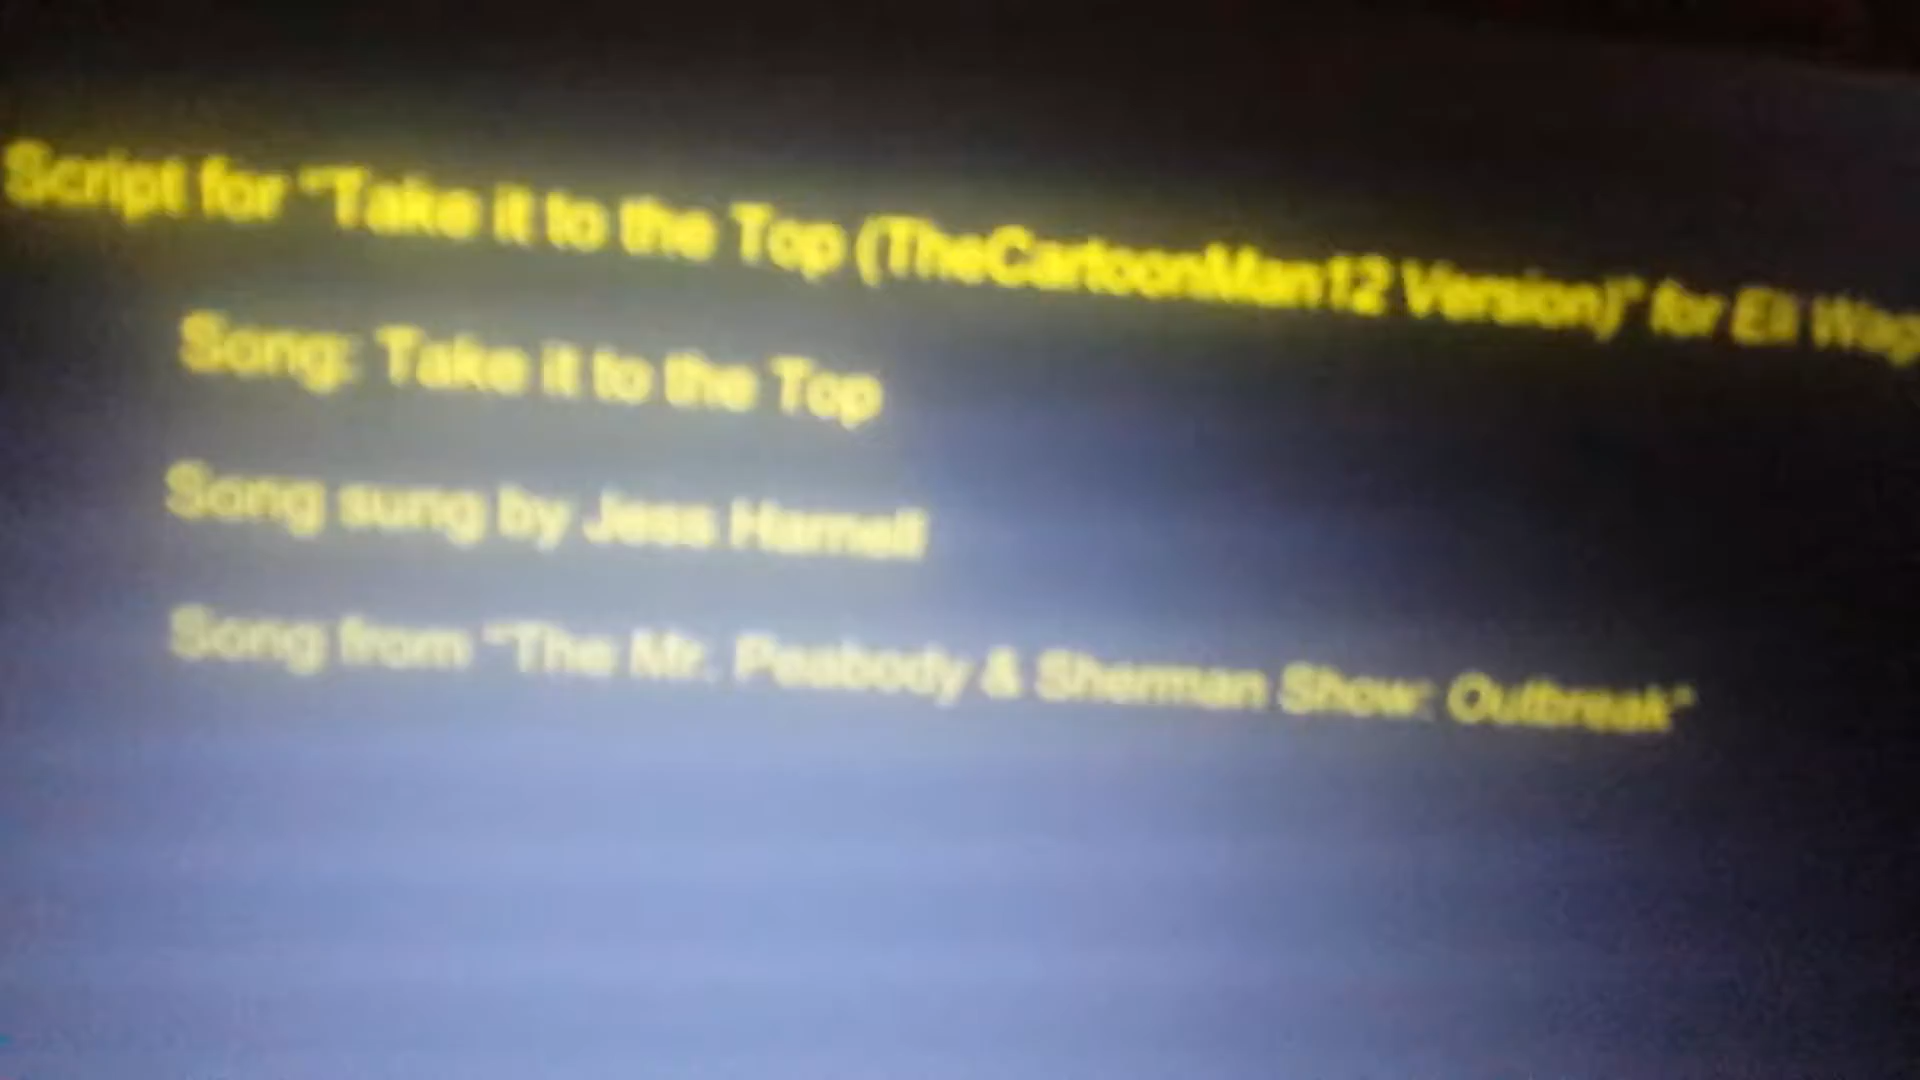 Script for "Take it to the Top (TheCartoonMan12 Version)" for Eli
Song: Take it to the Top
Song sung by Jess Harnell
Song from "The Mr. Peabody & Sherman Show: Outbreak"